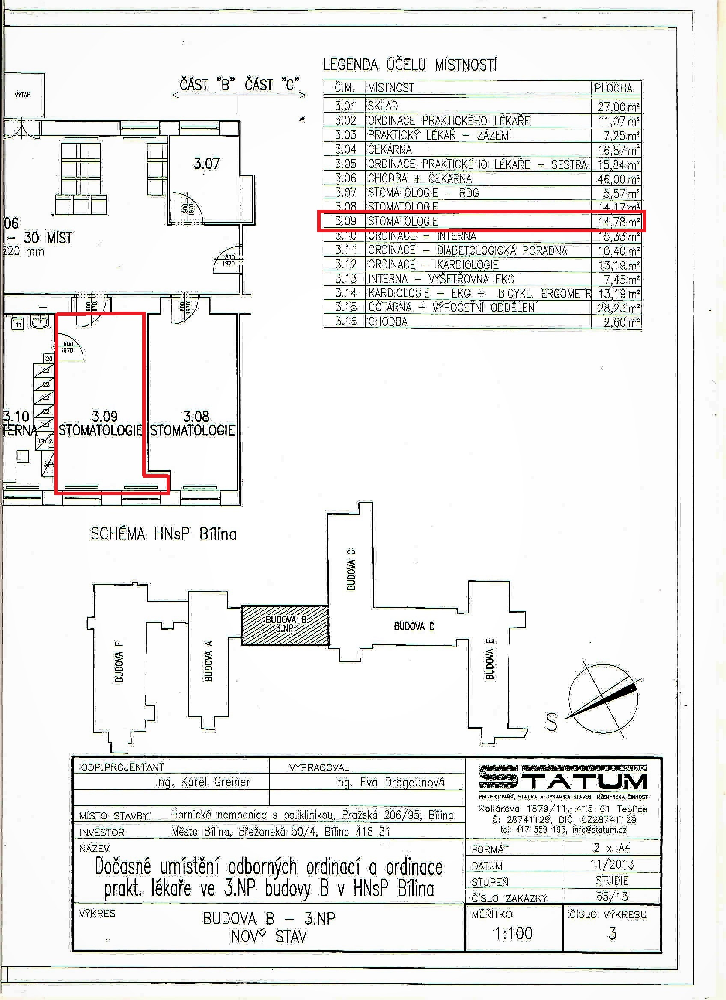 VÝTAH
ČÁST "B" ČÁST "C"
3.07
900
1970
06
- 30 MÍST
220 mm
800
1970
900
1970
800
1970
11
800
1970
20
22
22
22
22
22
3+4
3.10
TERNA
3.09
STOMATOLOGIE
3.08
STOMATOLOGIE
LEGENDA ÚČELU MÍSTNOSTÍ
Č.M. MÍSTNOST PLOCHA
3.01 SKLAD 27,00 m²
3.02 ORDINACE PRAKTICKÉHO LÉKAŘE 11,07 m²
3.03 PRAKTICKÝ LÉKAŘ - ZÁZEMÍ 7,25 m²
3.04 ČEKÁRNA 16,87 m²
3.05 ORDINACE PRAKTICKÉHO LÉKAŘE - SESTRA 15,84 m²
3.06 CHODBA + ČEKÁRNA 46,00 m²
3.07 STOMATOLOGIE - RDG 5,57 m²
3.08 STOMATOLOGIE 14,17 m²
3.09 STOMATOLOGIE 14,78 m²
3.10 ORDINACE - INTERNA 15,33 m²
3.11 ORDINACE - DIABETOLOGICKÁ PORADNA 10,40 m²
3.12 ORDINACE - KARDIOLOGIE 13,19 m²
3.13 INTERNA - VYŠETŘOVNA EKG 7,45 m²
3.14 KARDIOLOGIE - EKG + BICYKL. ERGOMETR 13,19 m²
3.15 ÚČTÁRNA + VÝPOČETNÍ ODDĚLENÍ 28,23 m²
3.16 CHODBA 2,60 m²
SCHÉMA HNsP Bílina
BUDOVA F
BUDOVA A
BUDOVA B
3.NP
BUDOVA C
BUDOVA D
BUDOVA E
S
ODP.PROJEKTANT VYPRACOVAL
Ing. Karel Greiner Ing. Eva Dragounová
MÍSTO STAVBY Hornická nemocnice s poliklinikou, Pražská 206/95, Bílina
INVESTOR Město Bílina, Břežanská 50/4, Bílina 418 31
NÁZEV
Dočasné umístění odborných ordinací a ordinace
prakt. lékaře ve 3.NP budovy B v HNsP Bílina
VÝKRES
BUDOVA B - 3.NP
NOVÝ STAV
s.r.o.
STATUM
PROJEKTOVÁNÍ, STATIKA A DYNAMIKA STAVEB, INŽENÝRSKÁ ČINNOST
Kollárova 1879/11, 415 01 Teplice
IČ: 28741129, DIČ: CZ28741129
tel: 417 559 196, info@statum.cz
FORMÁT 2 x A4
DATUM 11/2013
STUPEŇ STUDIE
ČÍSLO ZAKÁZKY 65/13
MĚŘÍTKO
1:100
ČÍSLO VÝKRESU
3